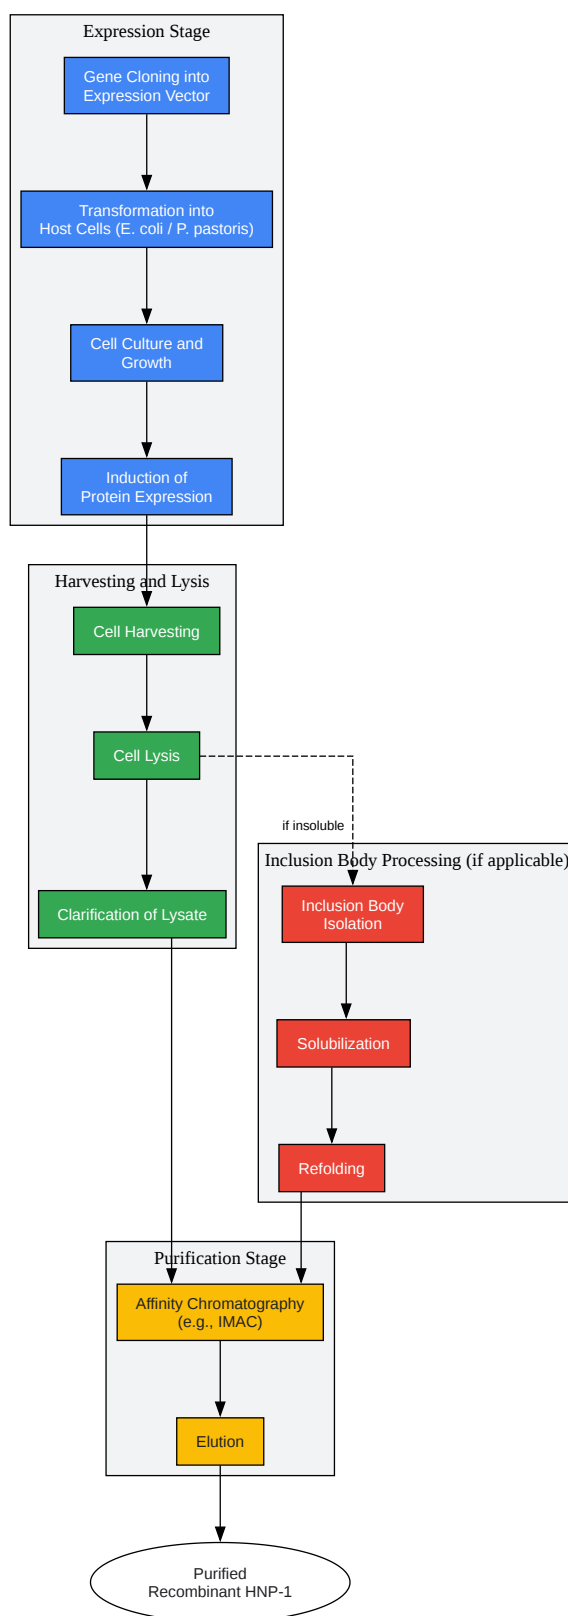 Expression Stage
Gene Cloning into
Expression Vector
Transformation into
Host Cells (E. coli / P. pastoris)
Cell Culture and
Growth
Induction of
Protein Expression
Harvesting and Lysis
Cell Harvesting
Cell Lysis
if insoluble
Inclusion Body Processing (if applicable)
Inclusion Body
Isolation
Clarification of Lysate
Solubilization
Refolding
Purification Stage
Affinity Chromatography
(e.g., IMAC)
Elution
Purified
Recombinant HNP-1